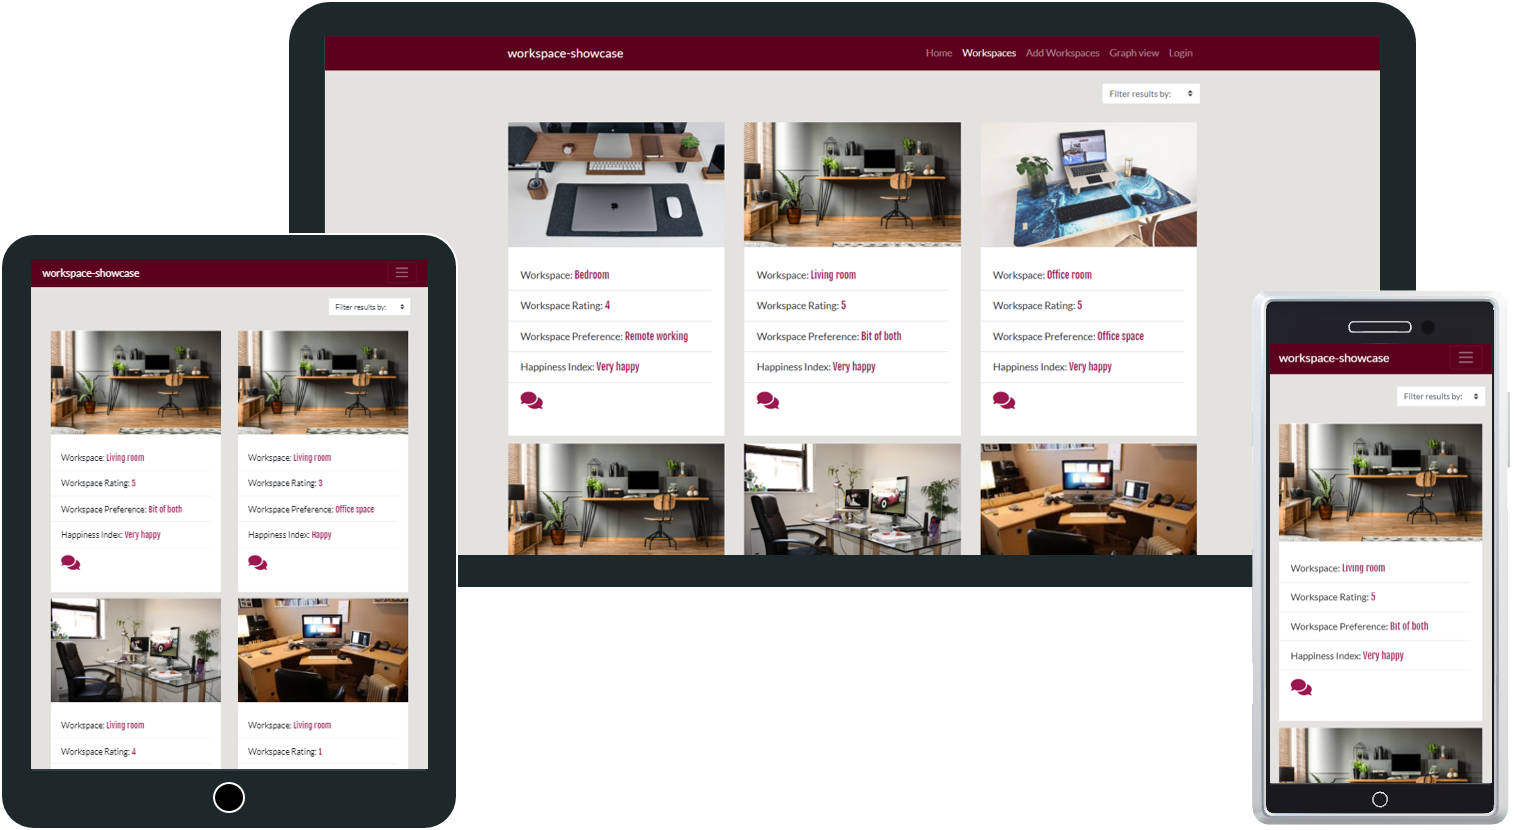 workspace-showcase
Home Workspaces Add Workspaces Graph view Login
Filter results by:
Workspace: Bedroom
Workspace Rating: 4
Workspace Preference: Remote working
Happiness Index: Very happy
Workspace: Living room
Workspace Rating: 5
Workspace Preference: Bit of both
Happiness Index: Very happy
Workspace: Office room
Workspace Rating: 5
Workspace Preference: Office space
Happiness Index: Very happy
workspace-showcase
Filter results by:
Workspace: Living room
Workspace Rating: 5
Workspace Preference: Bit of both
Happiness Index: Very happy
Workspace: Living room
Workspace Rating: 3
Workspace Preference: Office space
Happiness Index: Happy
Workspace: Living room
Workspace Rating: 4
Workspace: Living room
Workspace Rating: 1
workspace-showcase
Filter results by:
Workspace: Living room
Workspace Rating: 5
Workspace Preference: Bit of both
Happiness Index: Very happy